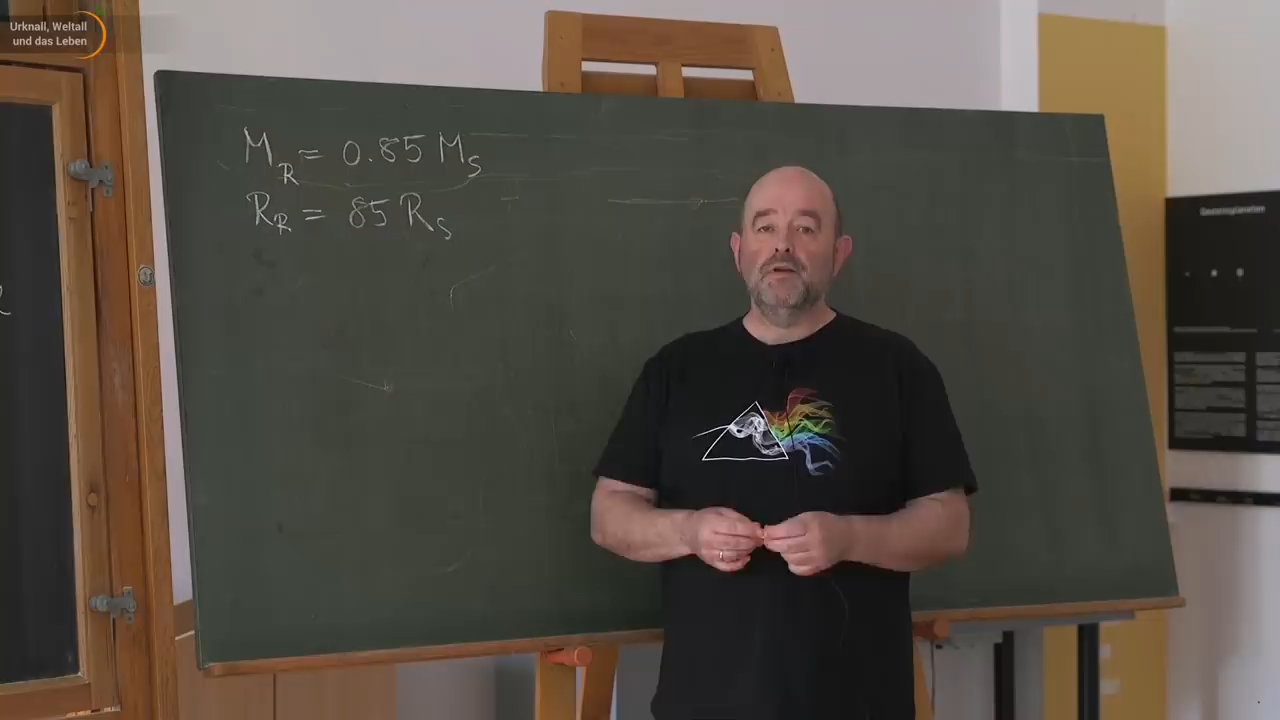 Urknall, Weltall
und das Leben
M_R = 0.85 M_S
R_R = 85 R_S